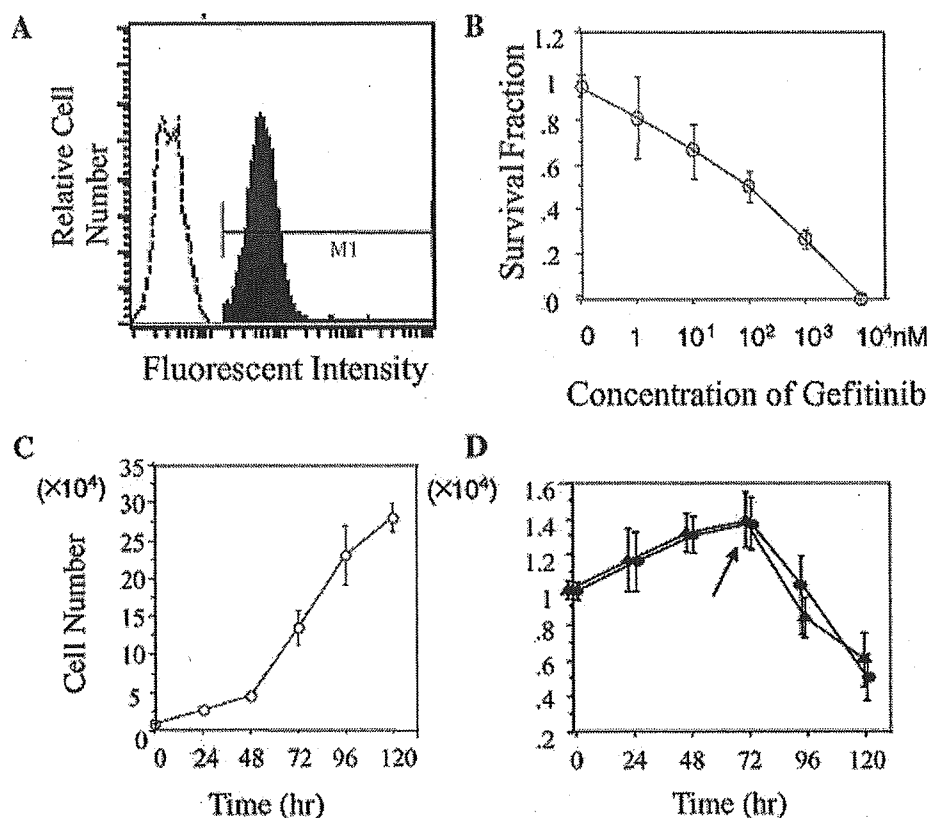 A
Relative Cell
Number
M1
Fluorescent Intensity
B
Survival Fraction
1.2
1
.8
.6
.4
.2
0
0 1 10¹ 10² 10³ 10⁴nM
Concentration of Gefitinib
C
(×10⁴)
Cell Number
35
30
25
20
15
10
5
0
0 24 48 72 96 120
Time (hr)
D
(×10⁴)
1.6
1.4
1.2
1
.8
.6
.4
.2
0 24 48 72 96 120
Time (hr)